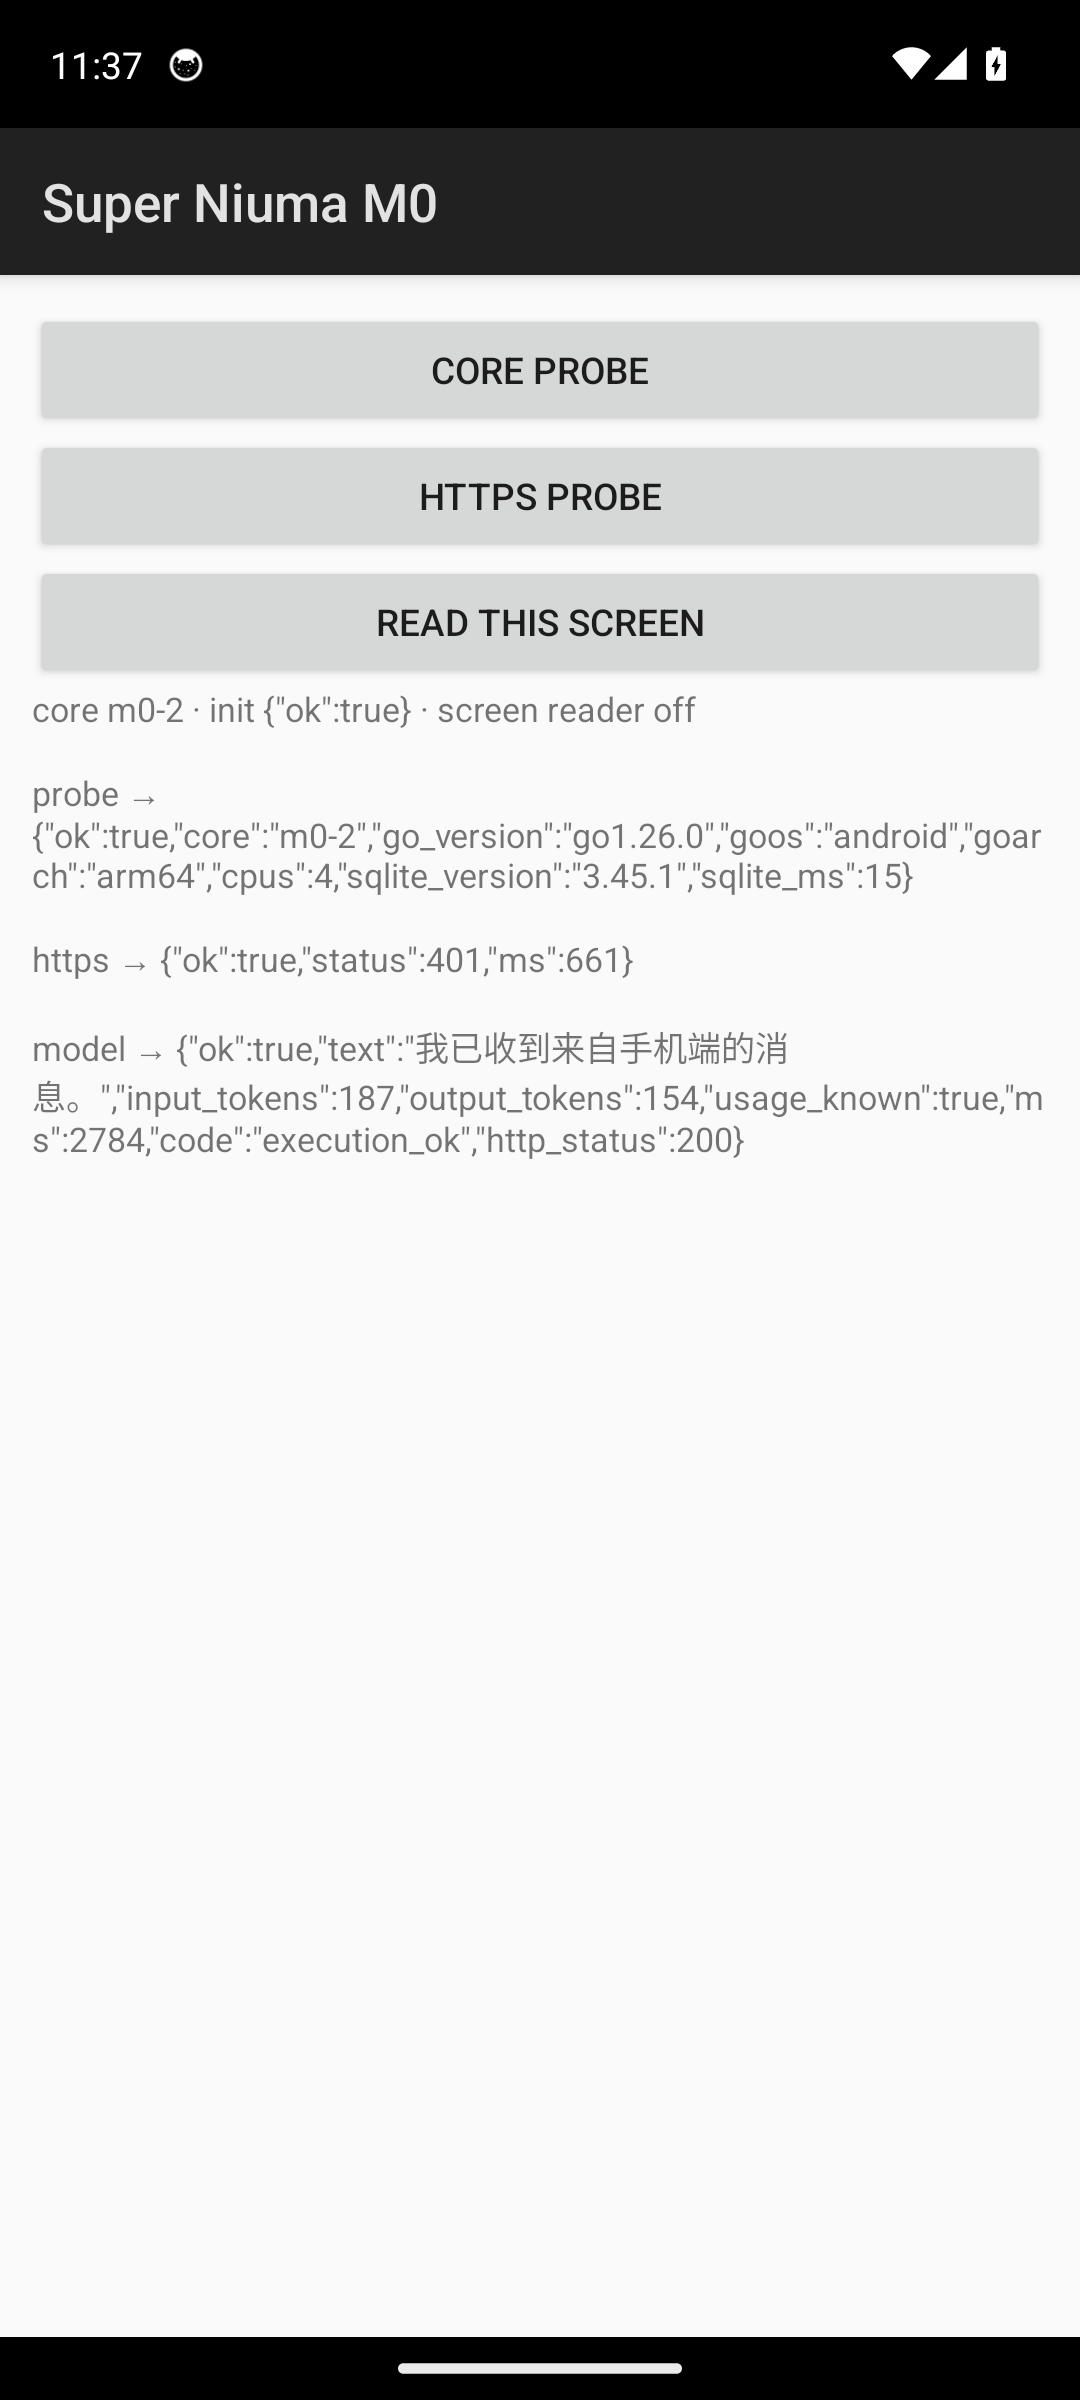 11:37
Super Niuma M0
CORE PROBE
HTTPS PROBE
READ THIS SCREEN
core m0-2 · init {"ok":true} · screen reader off
probe →
{"ok":true,"core":"m0-2","go_version":"go1.26.0","goos":"android","goar
ch":"arm64","cpus":4,"sqlite_version":"3.45.1","sqlite_ms":15}
https → {"ok":true,"status":401,"ms":661}
model → {"ok":true,"text":"我已收到来自手机端的消
息。","input_tokens":187,"output_tokens":154,"usage_known":true,"m
s":2784,"code":"execution_ok","http_status":200}